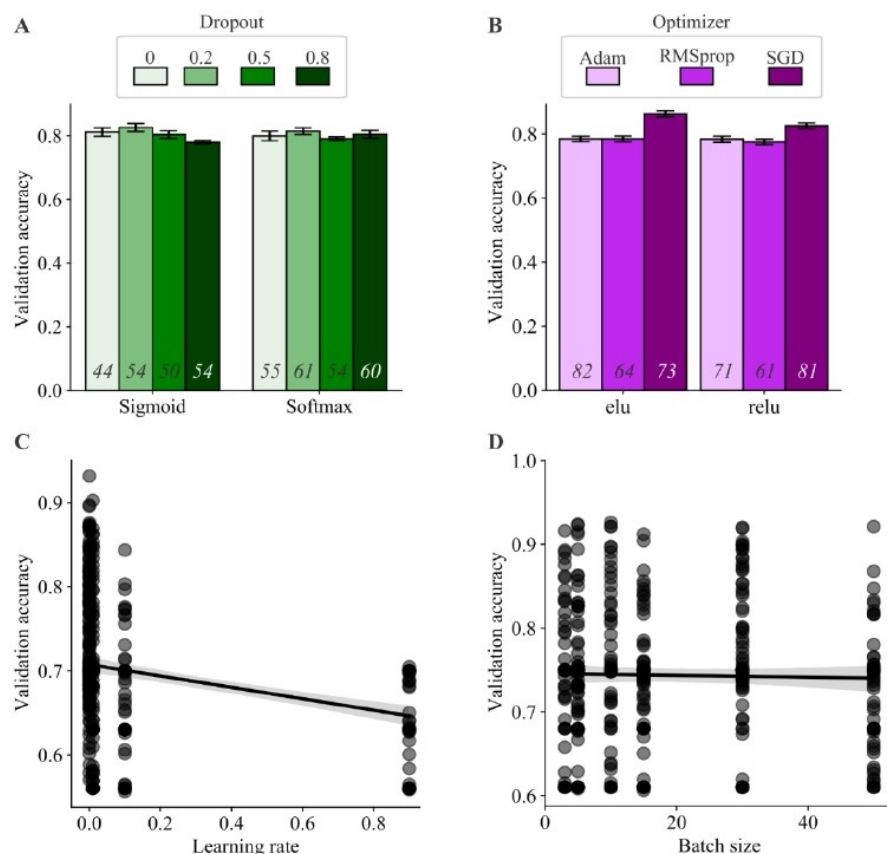 A
Dropout
0 0.2 0.5 0.8
Validation accuracy
0.8
0.6
0.4
0.2
0.0
44 54 50 54 55 61 54 60
Sigmoid Softmax
B
Optimizer
Adam RMSprop SGD
Validation accuracy
0.8
0.6
0.4
0.2
0.0
82 64 73 71 61 81
elu relu
C
Validation accuracy
0.9
0.8
0.7
0.6
0.0 0.2 0.4 0.6 0.8
Learning rate
D
Validation accuracy
1.0
0.9
0.8
0.7
0.6
0 20 40
Batch size